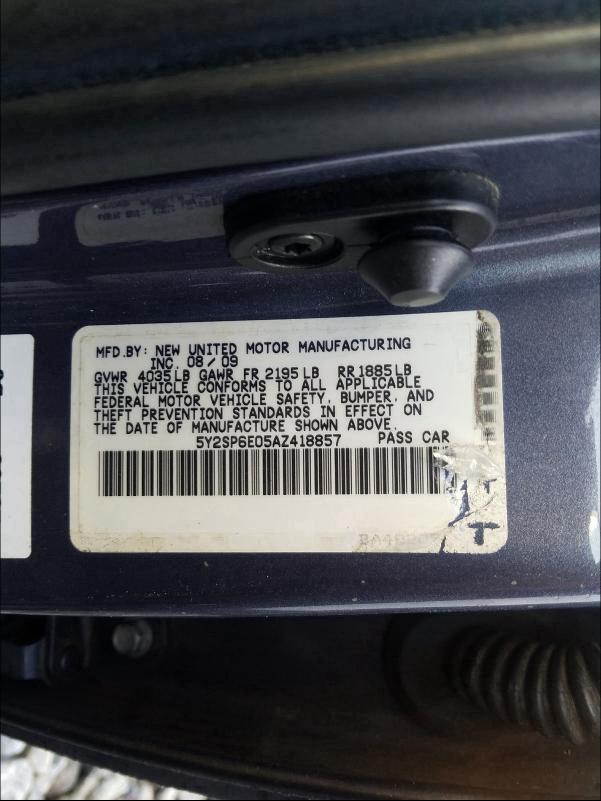 MFD.BY: NEW UNITED MOTOR MANUFACTURING
INC. 08/09
GVWR 4035LB GAWR FR 2195LB RR 1885LB
THIS VEHICLE CONFORMS TO ALL APPLICABLE
FEDERAL MOTOR VEHICLE SAFETY, BUMPER, AND
THEFT PREVENTION STANDARDS IN EFFECT ON
THE DATE OF MANUFACTURE SHOWN ABOVE.
5Y2SP6E05AZ418857 PASS CAR
T
T